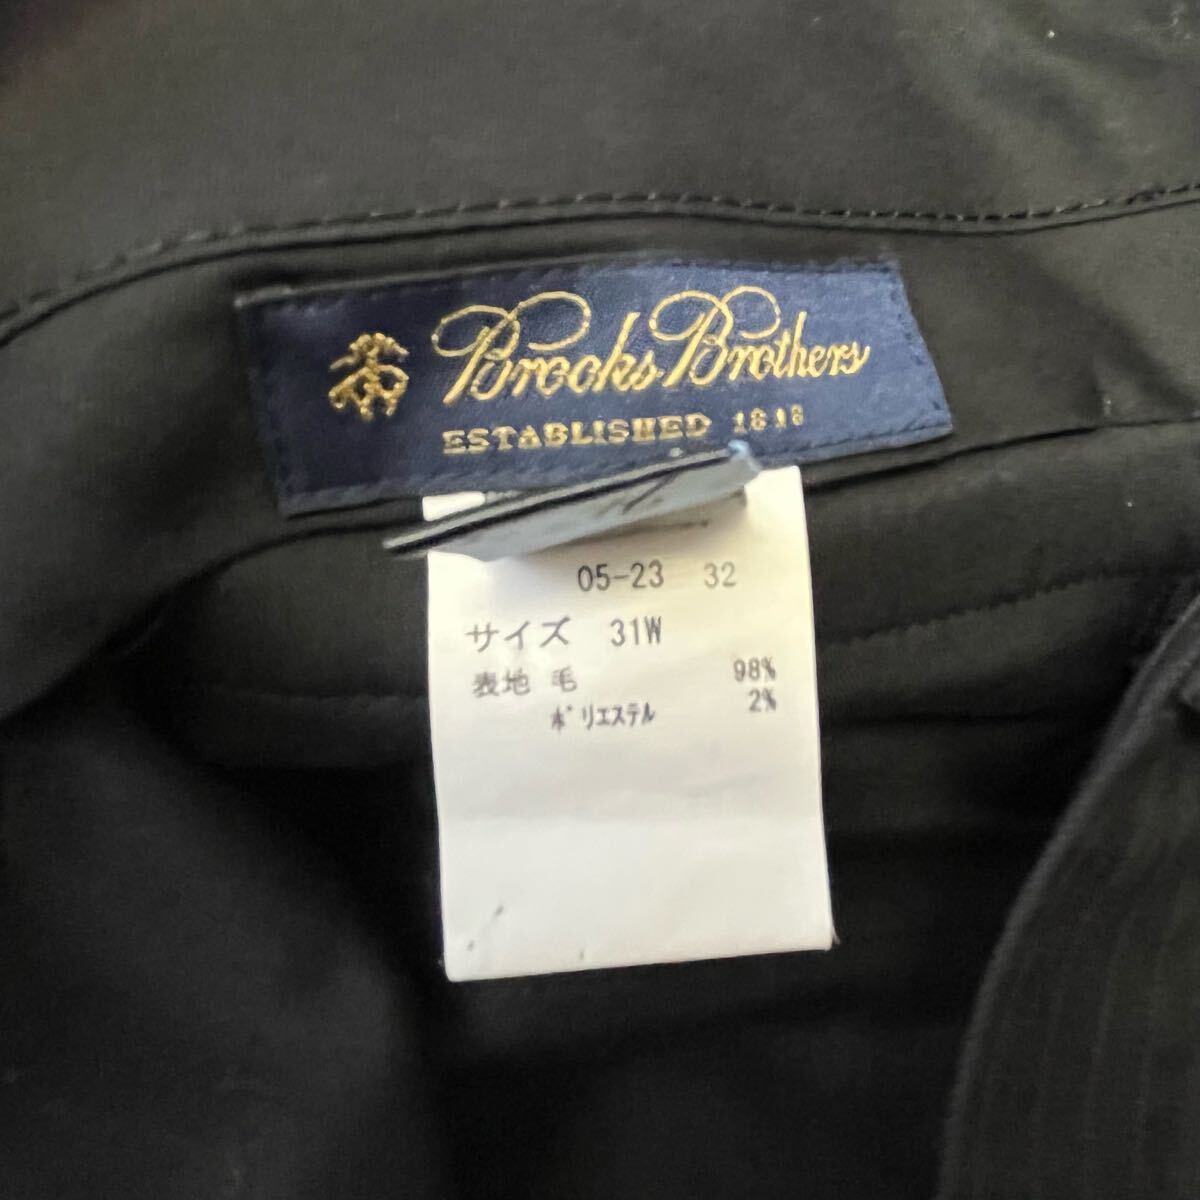 Brooks Brothers
ESTABLISHED 1818
05-23 32
サイズ 31W
表地 毛 98%
ポリエステル 2%